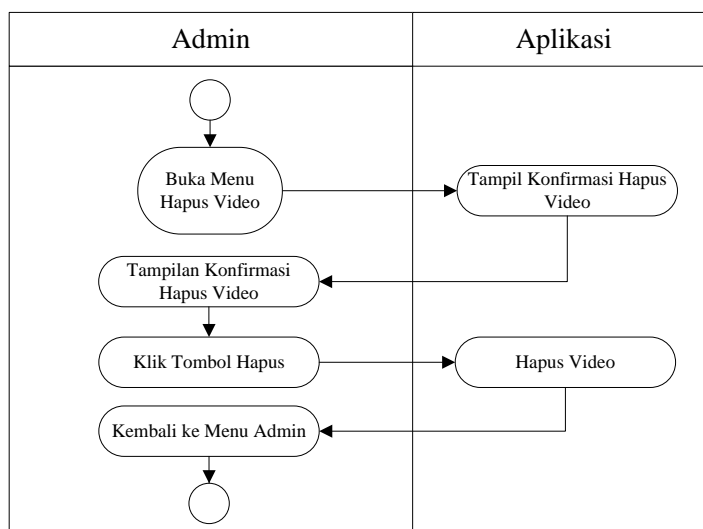 Admin
Aplikasi
Buka Menu
Hapus Video
Tampil Konfirmasi Hapus
Video
Tampilan Konfirmasi
Hapus Video
Klik Tombol Hapus
Hapus Video
Kembali ke Menu Admin